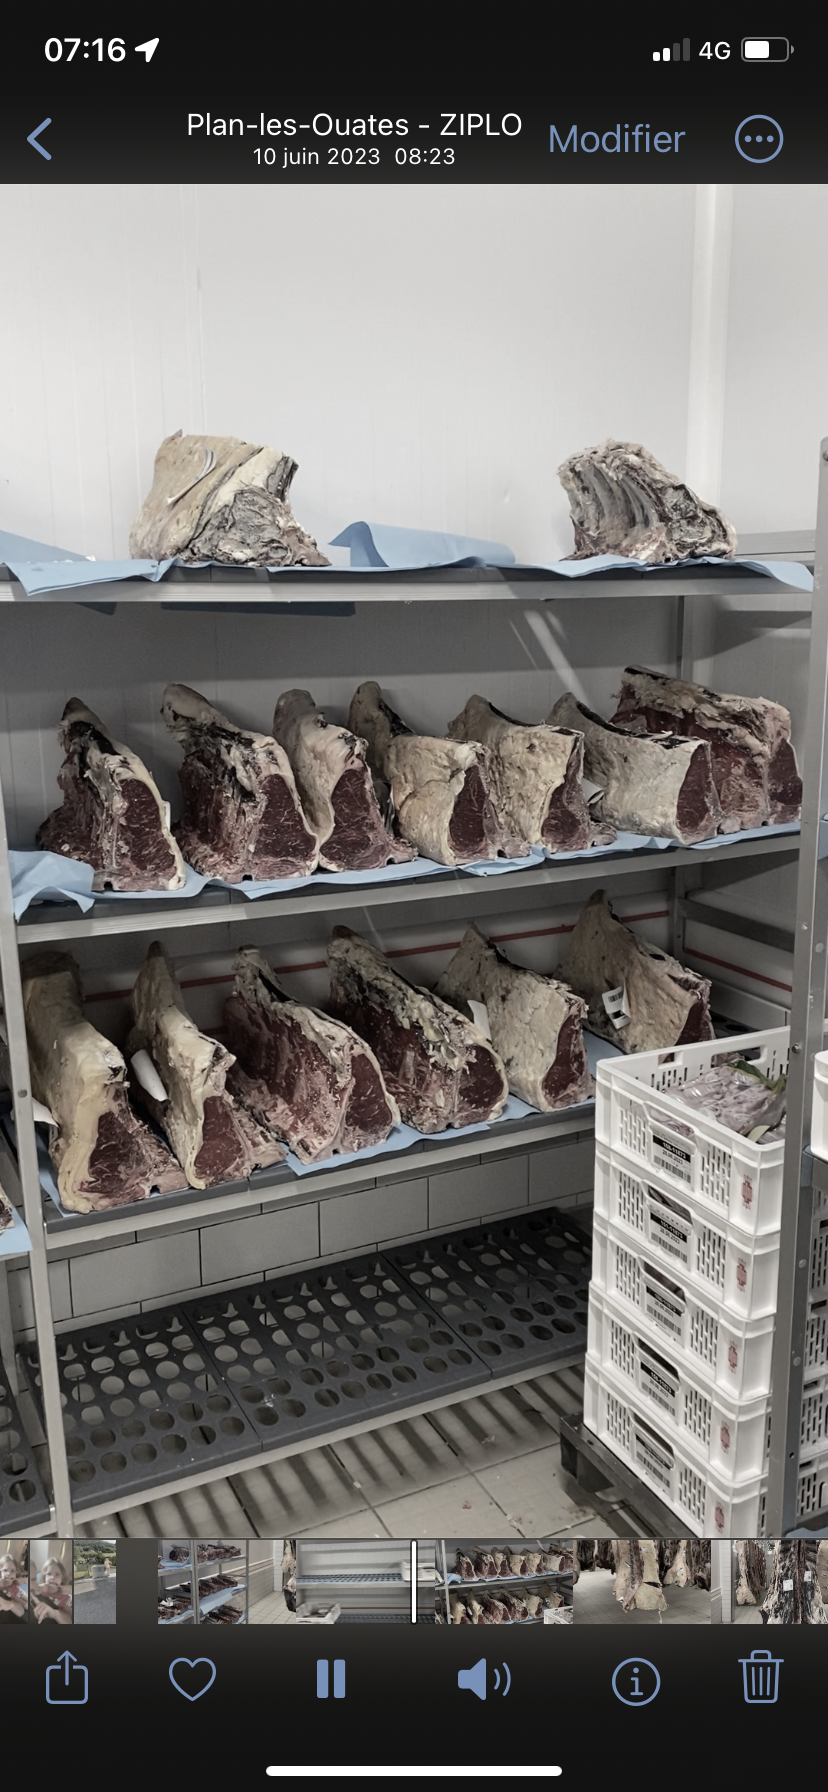 07:16
4G
Plan-les-Ouates - ZIPLO
10 juin 2023 08:23
Modifier